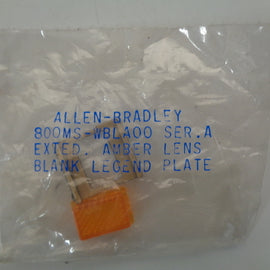 ALLEN-BRADLEY
800MS-WBLA00 SER.A
EXTED. AMBER LENS
BLANK LEGEND PLATE